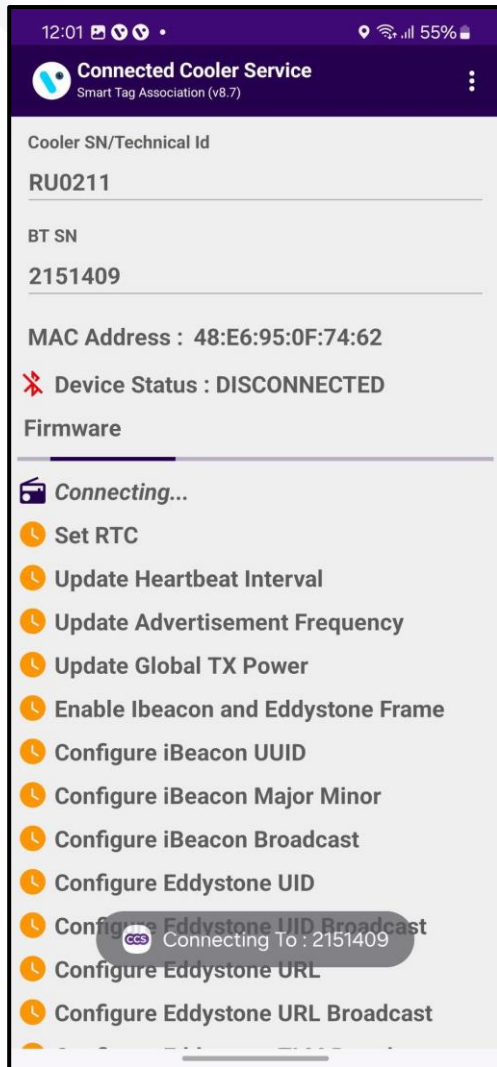 12:01 55%
Connected Cooler Service
Smart Tag Association (v8.7)
Cooler SN/Technical Id
RU0211
BT SN
2151409
MAC Address : 48:E6:95:0F:74:62
Device Status : DISCONNECTED
Firmware
Connecting...
Set RTC
Update Heartbeat Interval
Update Advertisement Frequency
Update Global TX Power
Enable Ibeacon and Eddystone Frame
Configure iBeacon UUID
Configure iBeacon Major Minor
Configure iBeacon Broadcast
Configure Eddystone UID
Configure Eddystone UID Broadcast
CCS Connecting To : 2151409
Configure Eddystone URL
Configure Eddystone URL Broadcast